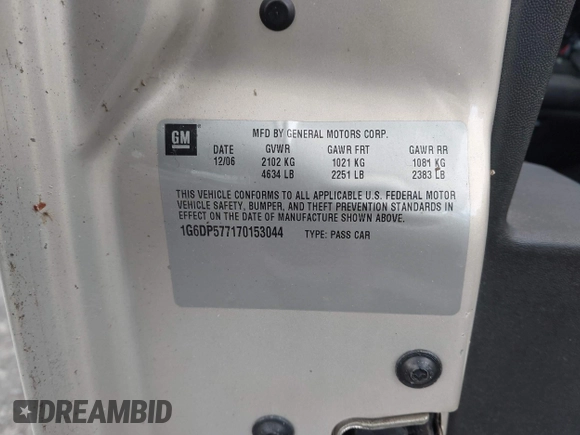 GM
MFD BY GENERAL MOTORS CORP.
DATE GVWR GAWR FRT GAWR RR
12/06 2102 KG 1021 KG 1081 KG
4634 LB 2251 LB 2383 LB
THIS VEHICLE CONFORMS TO ALL APPLICABLE U.S. FEDERAL MOTOR
VEHICLE SAFETY, BUMPER, AND THEFT PREVENTION STANDARDS IN
EFFECT ON THE DATE OF MANUFACTURE SHOWN ABOVE.
1G6DP577170153044 TYPE: PASS CAR
DREAMBID